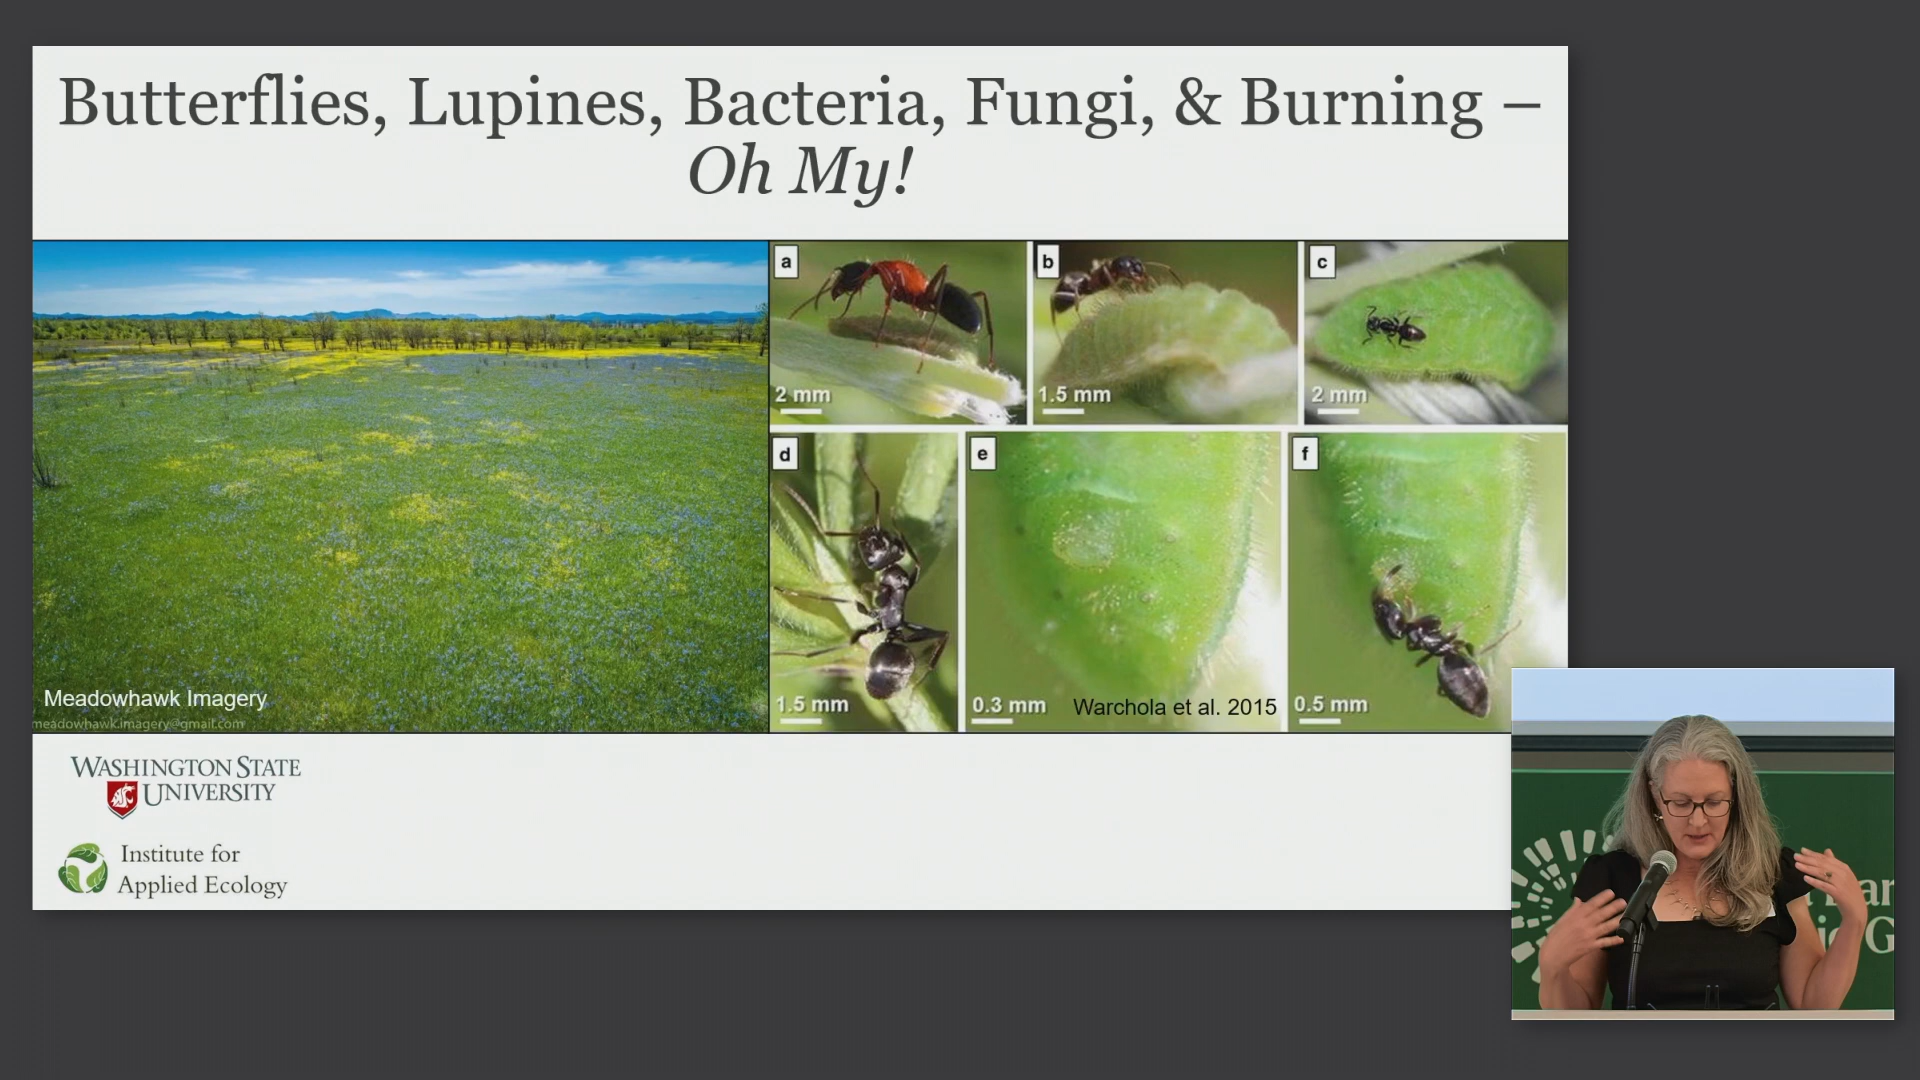 Butterflies, Lupines, Bacteria, Fungi, & Burning –
Oh My!
a
b
c
2 mm
1.5 mm
2 mm
d
e
f
Meadowhawk Imagery
meadowhawk.imagery@gmail.com
1.5 mm
0.3 mm
Warchola et al. 2015
0.5 mm
WASHINGTON STATE
UNIVERSITY
Institute for
Applied Ecology